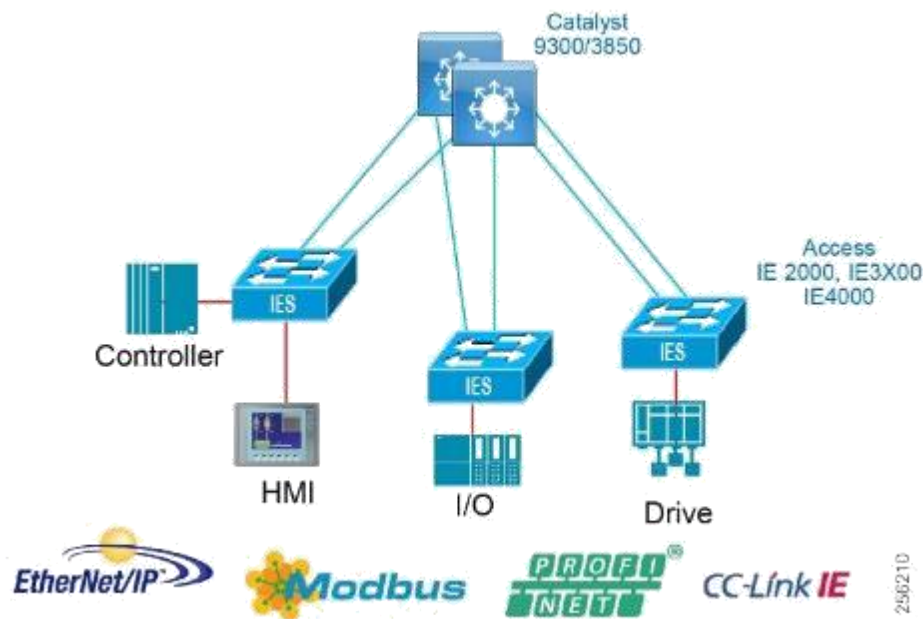 Catalyst
9300/3850
Access
IE 2000, IE3X00
IE4000
IES
Controller
IES
IES
HMI
I/O
Drive
EtherNet/IP™
Modbus
PROFI
NET®
CC-Link IE
256210